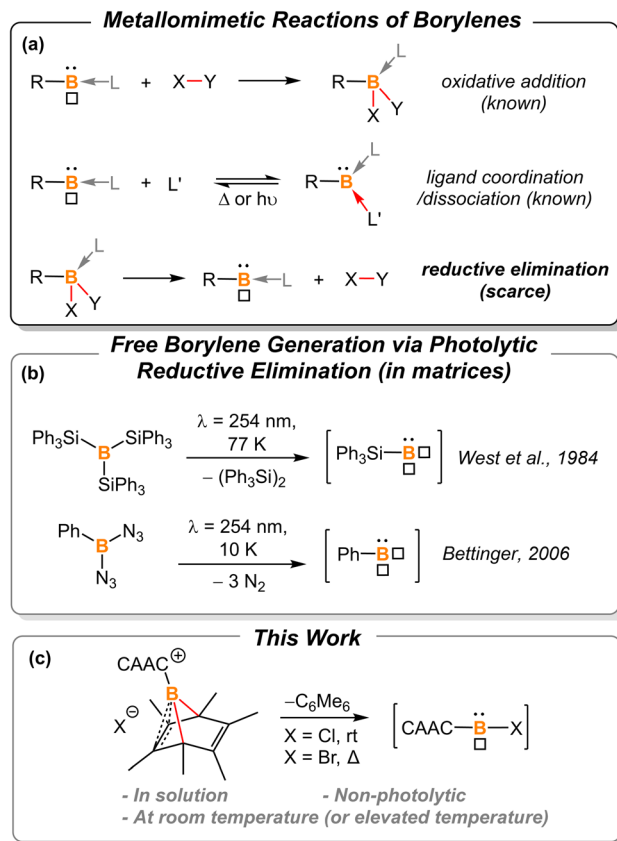 Metallomimetic Reactions of Borylenes
(a)
R B L + X Y R B L X Y oxidative addition
(known)
R B L + L' Δ or hυ R B L L' ligand coordination
/dissociation (known)
R B L X Y R B L + X Y reductive elimination
(scarce)
Free Borylene Generation via Photolytic
Reductive Elimination (in matrices)
(b)
Ph3Si B SiPh3 SiPh3
λ = 254 nm,
77 K
– (Ph3Si)2
Ph3Si B
West et al., 1984
Ph B N3 N3
λ = 254 nm,
10 K
– 3 N2
Ph B
Bettinger, 2006
This Work
(c)
CAAC ⊕
B
X ⊖
–C6Me6
X = Cl, rt
X = Br, Δ
CAAC B X
- In solution - Non-photolytic
- At room temperature (or elevated temperature)